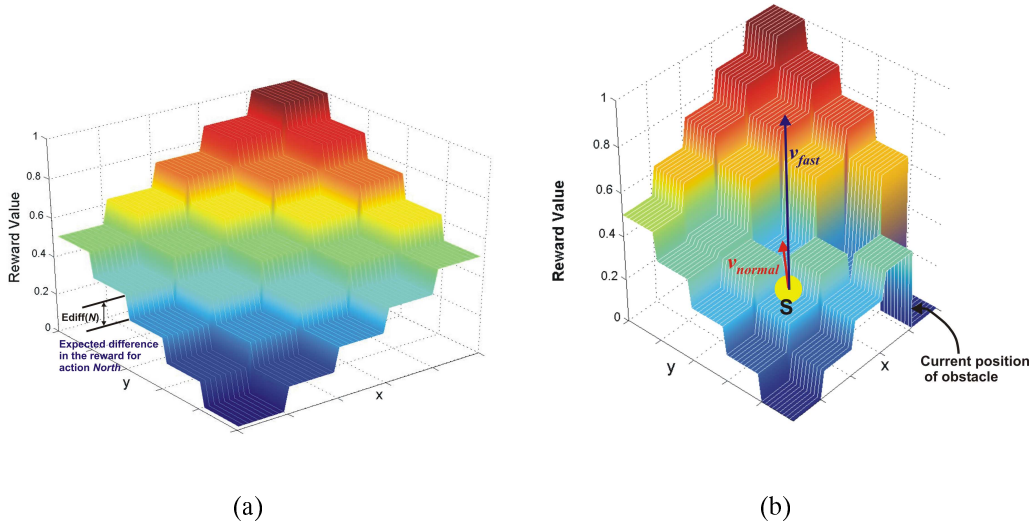 1
0.8
0.6
0.4
0.2
0
Reward Value
Ediff(N)
Expected difference
in the reward for
action North
y
x
(a)
1
0.8
0.6
0.4
0.2
0
Reward Value
v_fast
v_normal
S
y
x
Current position
of obstacle
(b)